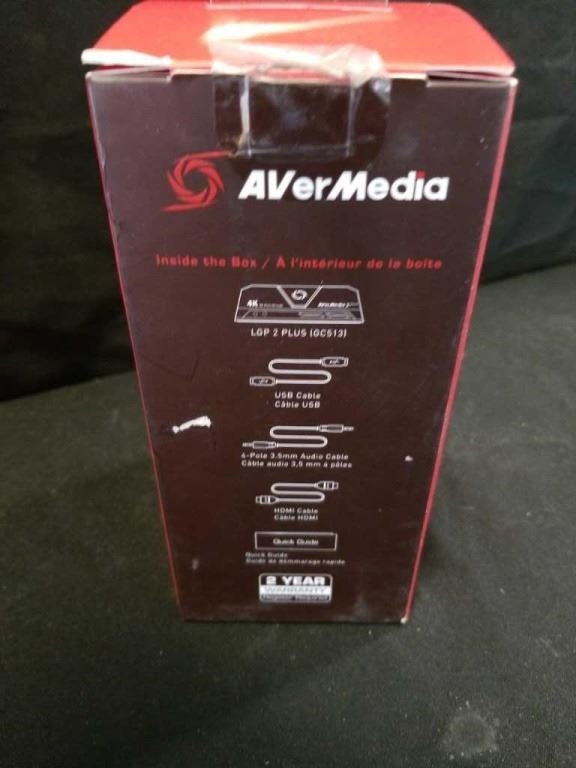 AVerMedia
Inside the Box / À l'intérieur de la boîte
4K
LGP 2 PLUS (GC513)
USB Cable
Câble USB
4-Pole 3.5mm Audio Cable
Câble audio 3,5 mm 4 pôles
HDMI Cable
Câble HDMI
Quick Guide
Quick Guide
Guide de démmarage rapide
2 YEAR
WARRANTY